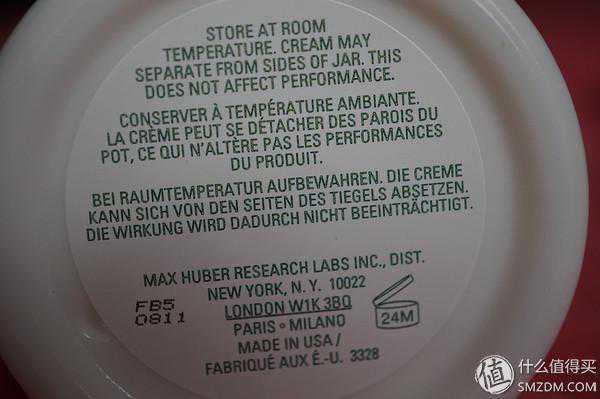 STORE AT ROOM
TEMPERATURE. CREAM MAY
SEPARATE FROM SIDES OF JAR. THIS
DOES NOT AFFECT PERFORMANCE.
CONSERVER À TEMPÉRATURE AMBIANTE.
LA CRÈME PEUT SE DÉTACHER DES PAROIS DU
POT, CE QUI N'ALTÈRE PAS LES PERFORMANCES
DU PRODUIT.
BEI RAUMTEMPERATUR AUFBEWAHREN. DIE CREME
KANN SICH VON DEN SEITEN DES TIEGELS ABSETZEN.
DIE WIRKUNG WIRD DADURCH NICHT BEEINTRÄCHTIGT.
MAX HUBER RESEARCH LABS INC., DIST.
NEW YORK, N. Y. 10022
LONDON W1K 3BQ
PARIS • MILANO
MADE IN USA /
FABRIQUÉ AUX É.-U. 3328
FB5
0811
24M
值 什么值得买
SMZDM.COM